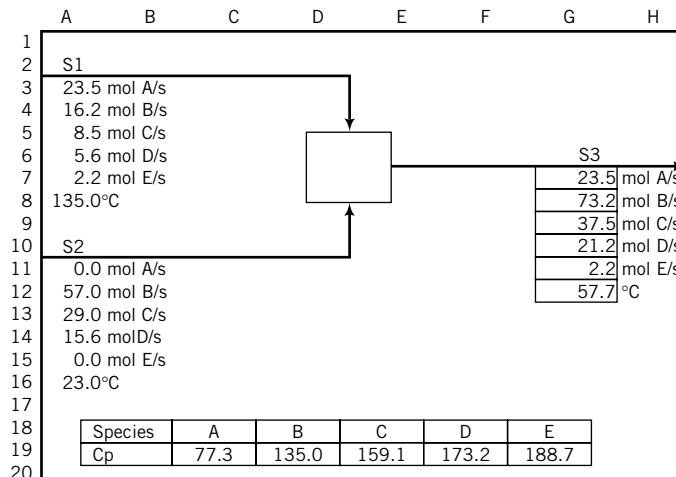 A B C D E F G H
1
2 S1
3 23.5 mol A/s
4 16.2 mol B/s
5 8.5 mol C/s
6 5.6 mol D/s S3
7 2.2 mol E/s 23.5 mol A/s
8 135.0°C 73.2 mol B/s
9 37.5 mol C/s
10 S2 21.2 mol D/s
11 0.0 mol A/s 2.2 mol E/s
12 57.0 mol B/s 57.7 °C
13 29.0 mol C/s
14 15.6 molD/s
15 0.0 mol E/s
16 23.0°C
17
18 Species A B C D E
19 Cp 77.3 135.0 159.1 173.2 188.7
20